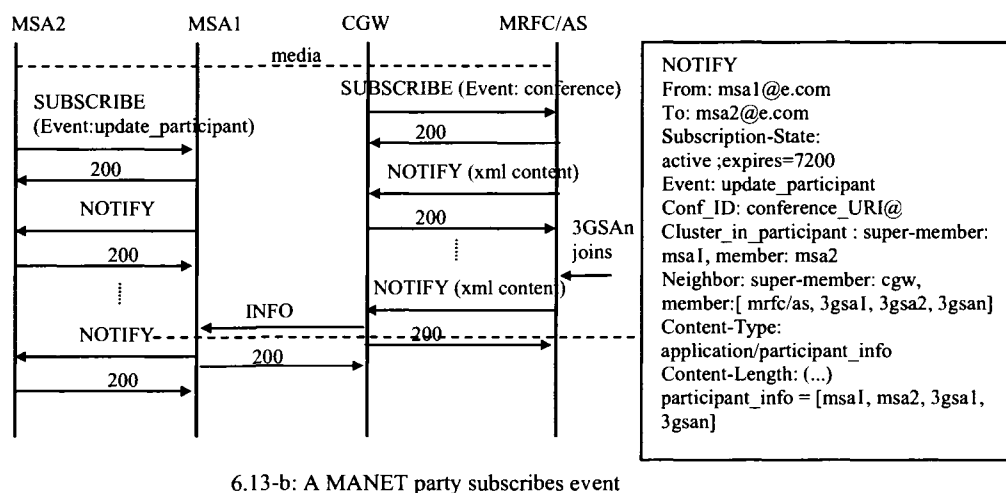 MSA2 MSA1 CGW MRFC/AS
media
SUBSCRIBE (Event: conference)
SUBSCRIBE
(Event:update_participant)
200
200
NOTIFY (xml content)
NOTIFY
200
3GSAn
joins
200
NOTIFY (xml content)
INFO
NOTIFY
200
200
200
NOTIFY
From: msa1@e.com
To: msa2@e.com
Subscription-State:
active ;expires=7200
Event: update_participant
Conf_ID: conference_URI@
Cluster_in_participant : super-member:
msa1, member: msa2
Neighbor: super-member: cgw,
member:[ mrfc/as, 3gsa1, 3gsa2, 3gsan]
Content-Type:
application/participant_info
Content-Length: (...)
participant_info = [msa1, msa2, 3gsa1,
3gsan]
6.13-b: A MANET party subscribes event